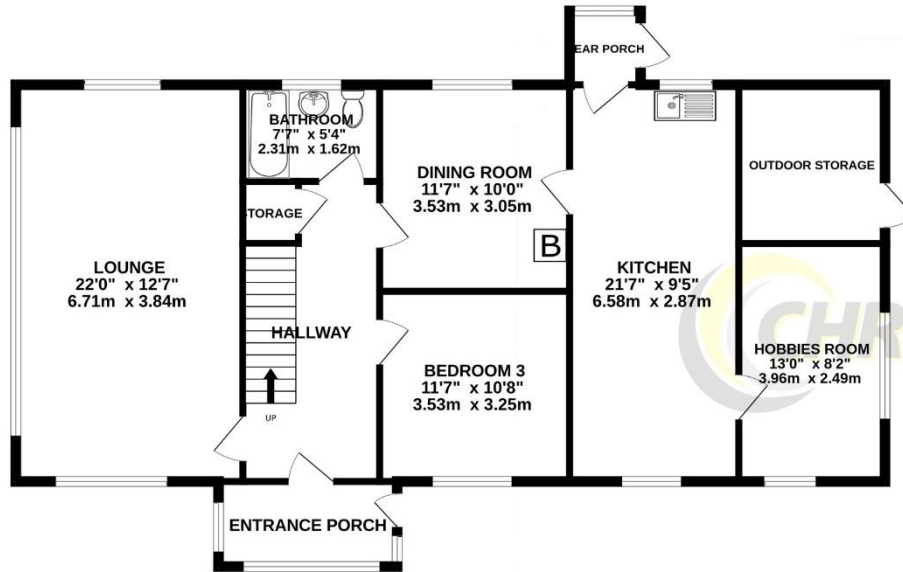 EAR PORCH
BATHROOM
7'7" x 5'4"
2.31m x 1.62m
DINING ROOM
11'7" x 10'0"
3.53m x 3.05m
OUTDOOR STORAGE
TORAGE
B
LOUNGE
22'0" x 12'7"
6.71m x 3.84m
KITCHEN
21'7" x 9'5"
6.58m x 2.87m
HALLWAY
CHR
HOBBIES ROOM
13'0" x 8'2"
3.96m x 2.49m
BEDROOM 3
11'7" x 10'8"
3.53m x 3.25m
UP
ENTRANCE PORCH